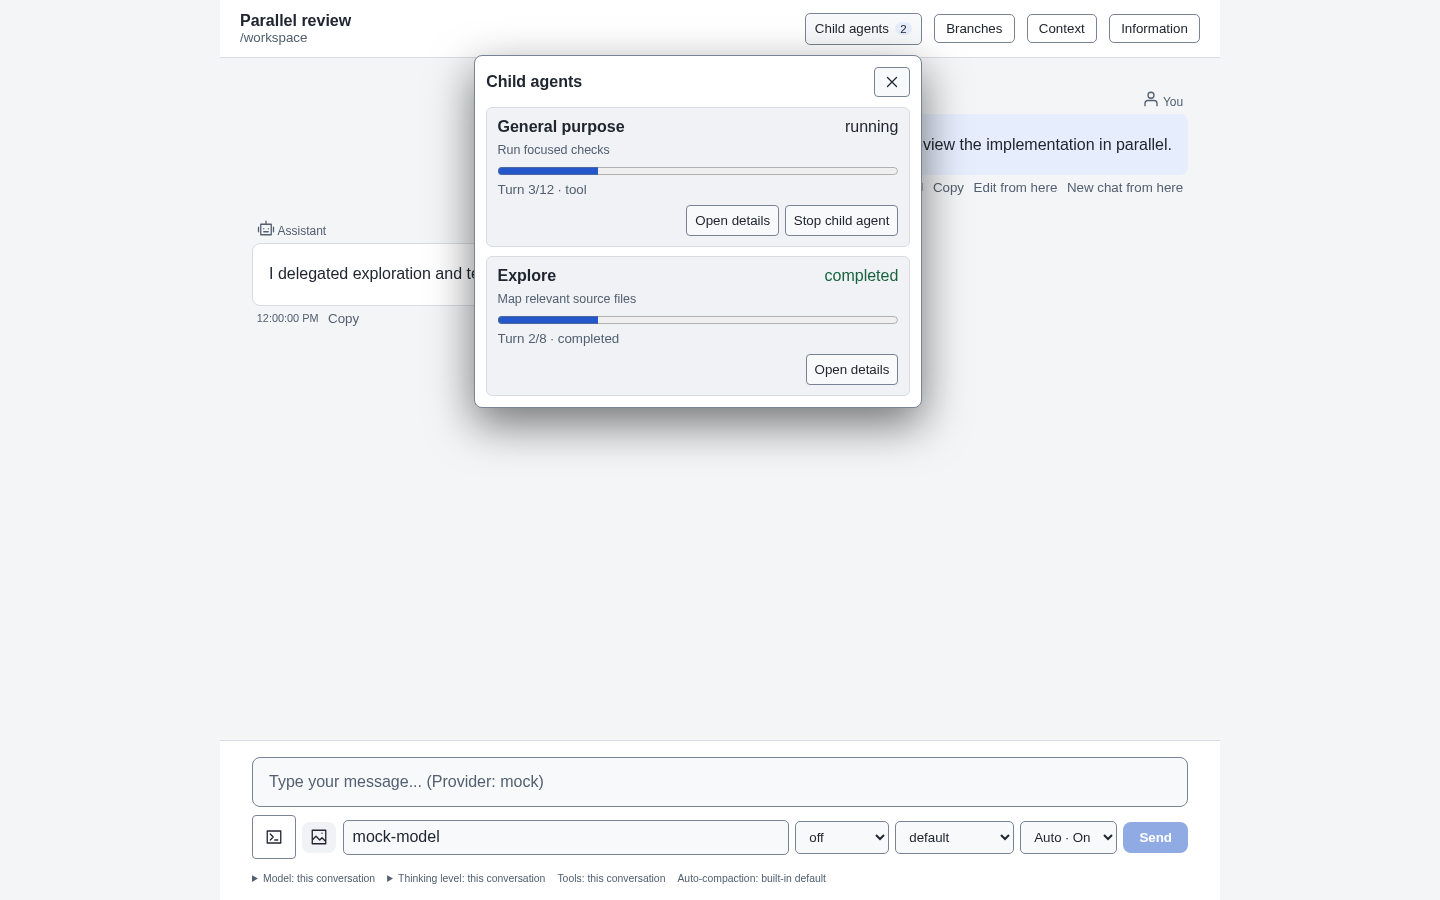 Parallel review
/workspace
Child agents 2
Branches
Context
Information
Child agents
General purpose
running
Run focused checks
Turn 3/12 · tool
Open details
Stop child agent
Explore
completed
Map relevant source files
Turn 2/8 · completed
Open details
You
view the implementation in parallel.
Copy
Edit from here
New chat from here
Assistant
I delegated exploration and
12:00:00 PM
Copy
Type your message... (Provider: mock)
mock-model
off
default
Auto · On
Send
Model: this conversation
Thinking level: this conversation
Tools: this conversation
Auto-compaction: built-in default